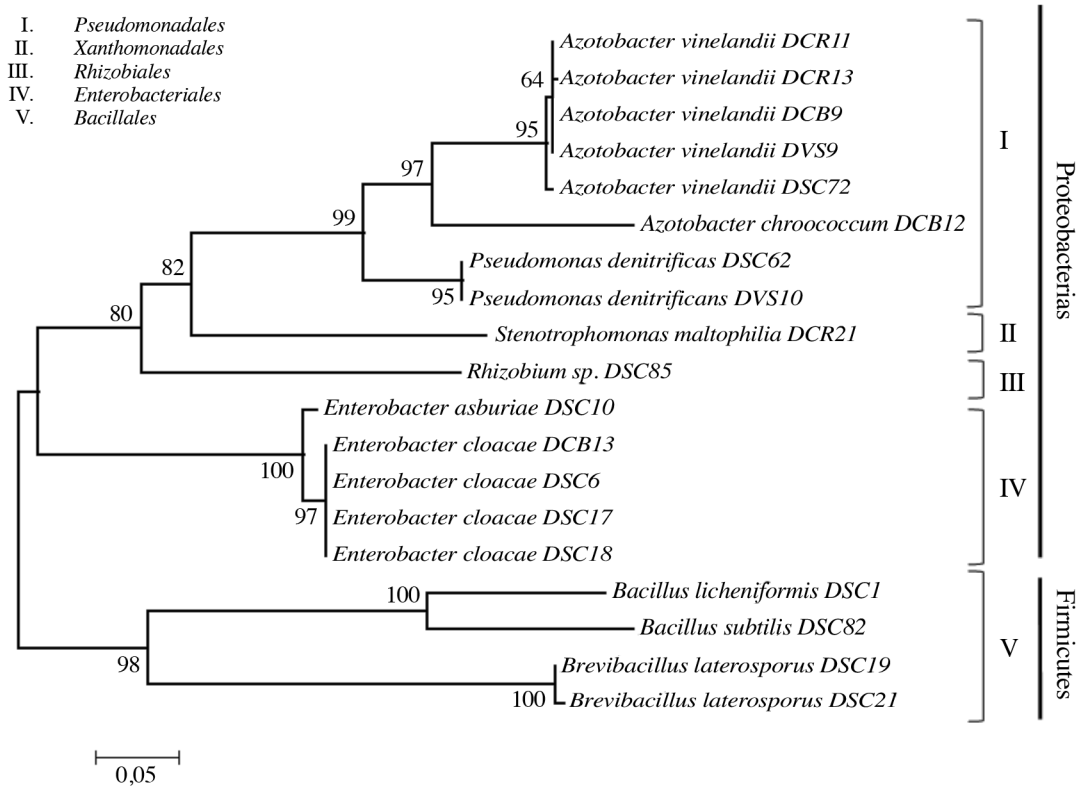 I. Pseudomonadales
II. Xanthomonadales
III. Rhizobiales
IV. Enterobacteriales
V. Bacillales
Azotobacter vinelandii DCR11
64
Azotobacter vinelandii DCR13
Azotobacter vinelandii DCB9
95
Azotobacter vinelandii DVS9
I
97
Azotobacter vinelandii DSC72
99
Azotobacter chroococcum DCB12
Pseudomonas denitrificas DSC62
82
95
Pseudomonas denitrificans DVS10
80
Stenotrophomonas maltophilia DCR21
II
Rhizobium sp. DSC85
III
Enterobacter asburiae DSC10
Enterobacter cloacae DCB13
100
Enterobacter cloacae DSC6
IV
97
Enterobacter cloacae DSC17
Enterobacter cloacae DSC18
Proteobacterias
100
Bacillus licheniformis DSC1
Bacillus subtilis DSC82
V
98
Brevibacillus laterosporus DSC19
100
Brevibacillus laterosporus DSC21
Firmicutes
0,05